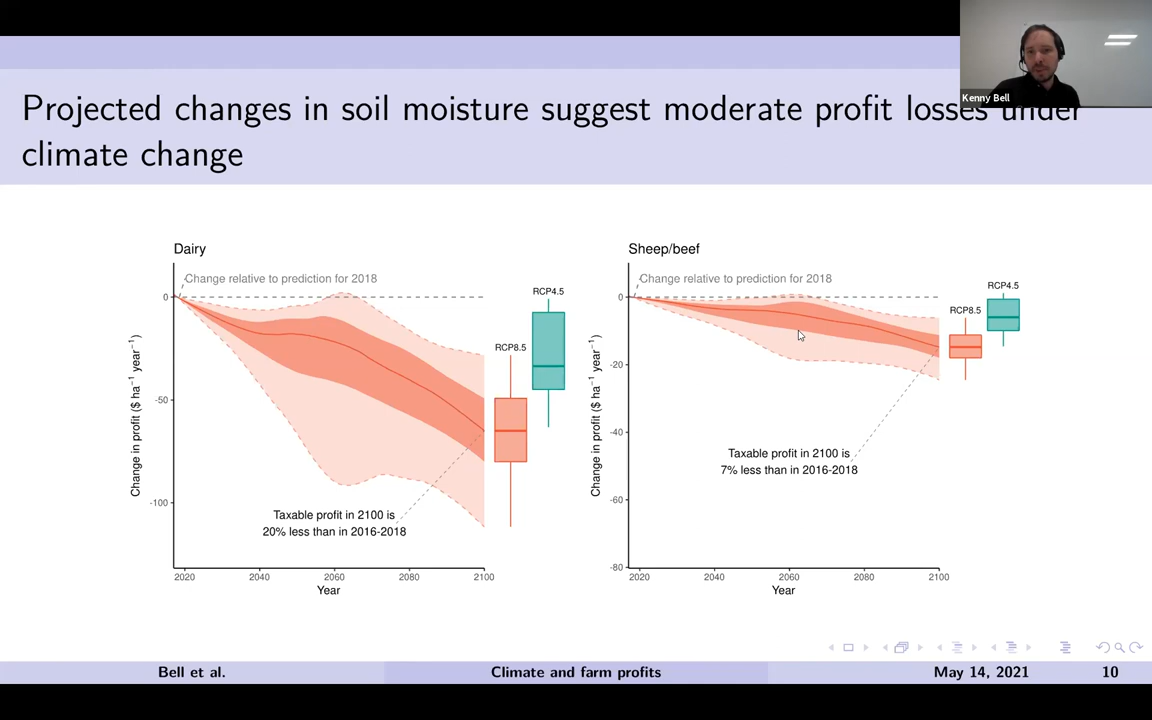 Kenny Bell
Projected changes in soil moisture suggest moderate profit losses under
climate change
Dairy
Change relative to prediction for 2018
0
-50
-100
Change in profit ($ ha⁻¹ year⁻¹)
Taxable profit in 2100 is
20% less than in 2016-2018
2020 2040 2060 2080 2100
Year
RCP8.5
RCP4.5
Sheep/beef
Change relative to prediction for 2018
0
-20
-40
-60
-80
Change in profit ($ ha⁻¹ year⁻¹)
Taxable profit in 2100 is
7% less than in 2016-2018
2020 2040 2060 2080 2100
Year
RCP8.5
RCP4.5
Bell et al. Climate and farm profits May 14, 2021 10